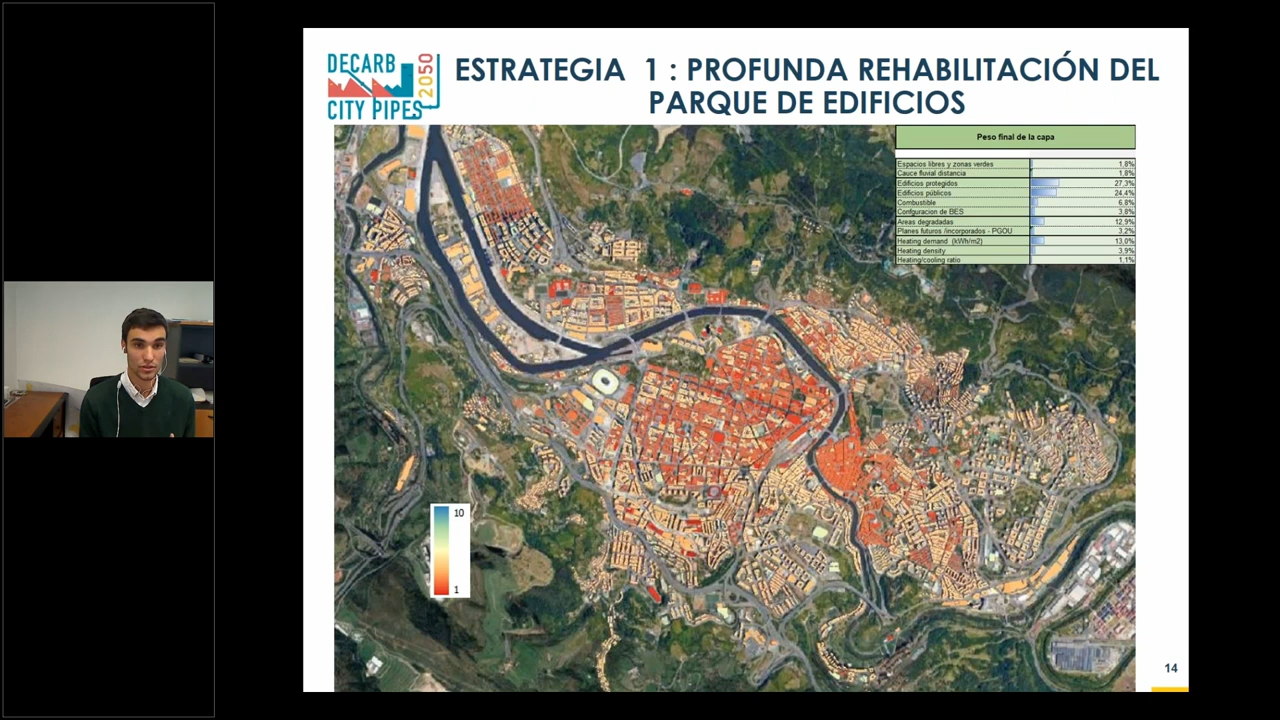 DECARB
CITY PIPES
2050
ESTRATEGIA 1 : PROFUNDA REHABILITACIÓN DEL
PARQUE DE EDIFICIOS
Peso final de la capa
Espacios libres y zonas verdes 1,8%
Cauce fluvial distancia 1,8%
Edificios protegidos 27,3%
Edificios públicos 24,4%
Combustible 6,8%
Confguracion de BES 3,8%
Areas degradadas 12,9%
Planes futuros /incorporados - PGOU 3,2%
Heating demand (kWh/m2) 13,0%
Heating density 3,9%
Heating/cooling ratio 1,1%
10
1
14